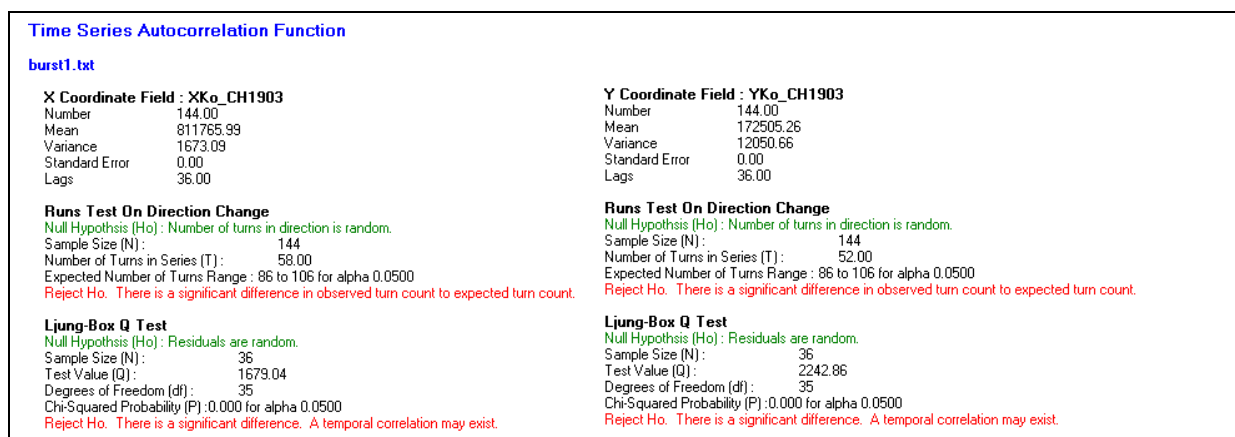 Time Series Autocorrelation Function
burst1.txt
X Coordinate Field : XKo_CH1903
Number 144.00
Mean 811765.99
Variance 1673.09
Standard Error 0.00
Lags 36.00
Runs Test On Direction Change
Null Hypothsis (Ho) : Number of turns in direction is random.
Sample Size (N) : 144
Number of Turns in Series (T) : 58.00
Expected Number of Turns Range : 86 to 106 for alpha 0.0500
Reject Ho. There is a significant difference in observed turn count to expected turn count.
Ljung-Box Q Test
Null Hypothsis (Ho) : Residuals are random.
Sample Size (N) : 36
Test Value (Q) : 1679.04
Degrees of Freedom (df) : 35
Chi-Squared Probability (P) :0.000 for alpha 0.0500
Reject Ho. There is a significant difference. A temporal correlation may exist.
Y Coordinate Field : YKo_CH1903
Number 144.00
Mean 172505.26
Variance 12050.66
Standard Error 0.00
Lags 36.00
Runs Test On Direction Change
Null Hypothsis (Ho) : Number of turns in direction is random.
Sample Size (N) : 144
Number of Turns in Series (T) : 52.00
Expected Number of Turns Range : 86 to 106 for alpha 0.0500
Reject Ho. There is a significant difference in observed turn count to expected turn count.
Ljung-Box Q Test
Null Hypothsis (Ho) : Residuals are random.
Sample Size (N) : 36
Test Value (Q) : 2242.86
Degrees of Freedom (df) : 35
Chi-Squared Probability (P) :0.000 for alpha 0.0500
Reject Ho. There is a significant difference. A temporal correlation may exist.